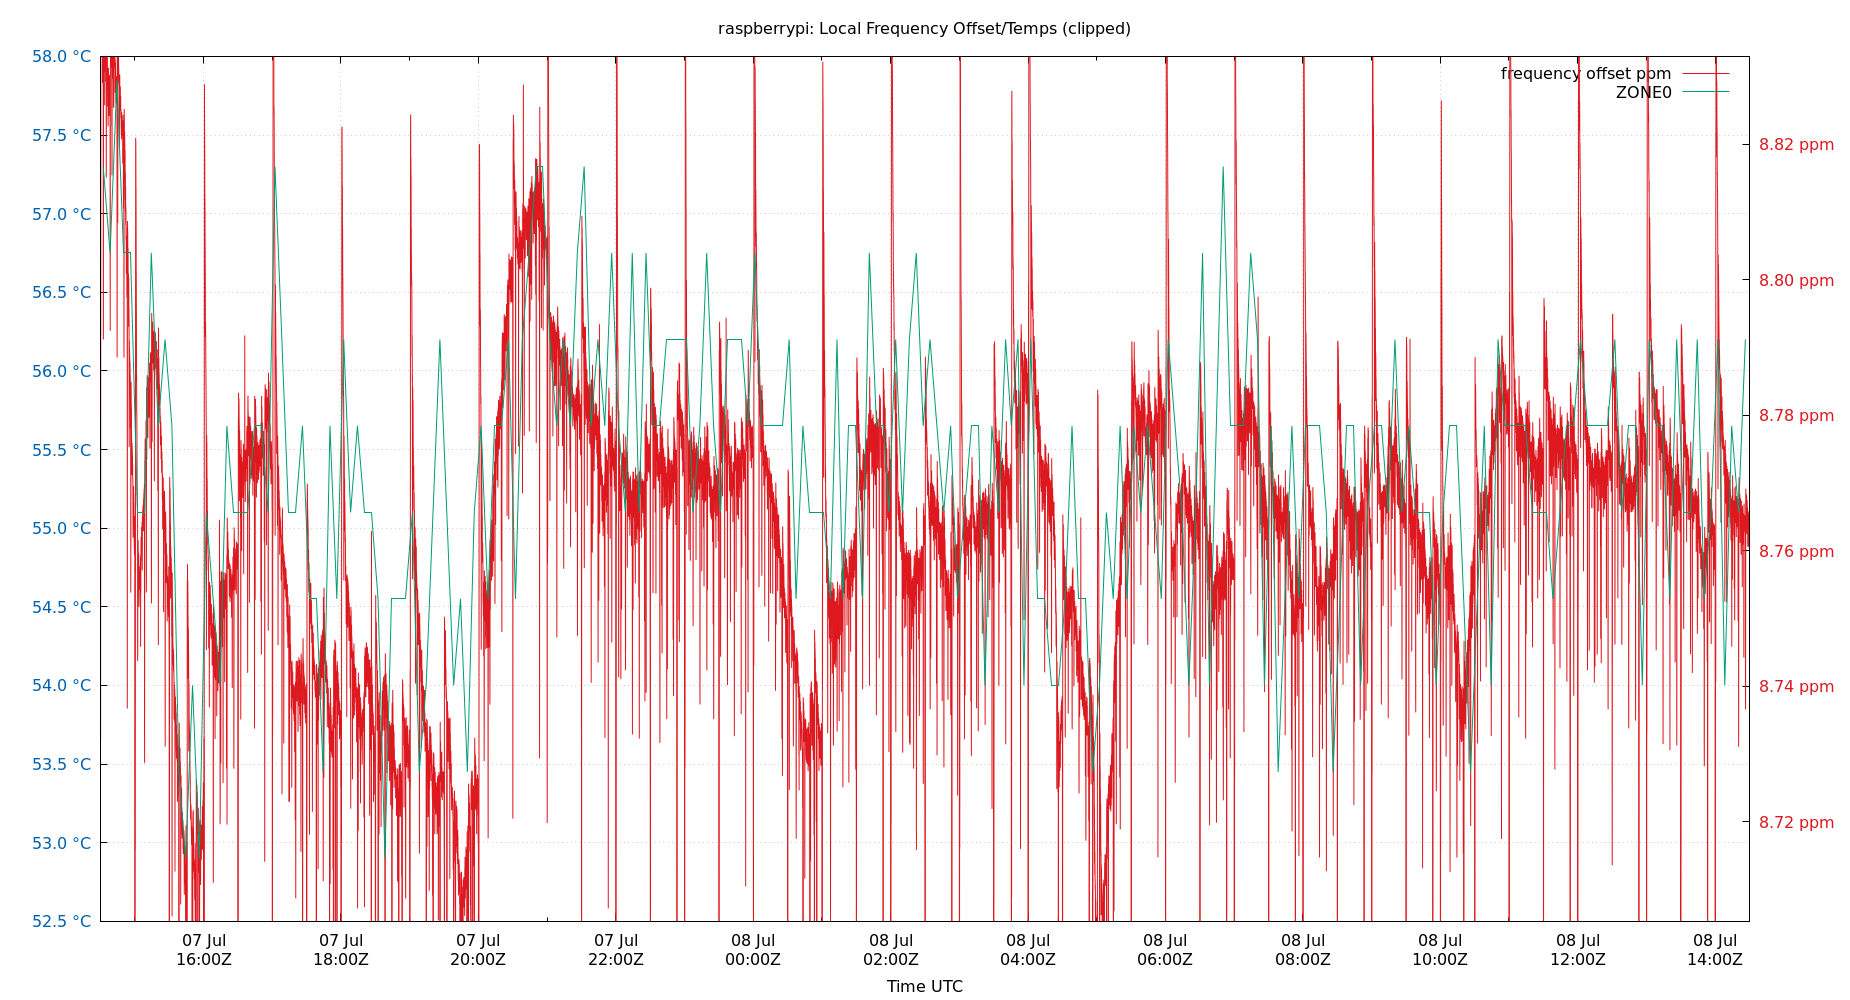 raspberrypi: Local Frequency Offset/Temps (clipped)
58.0 °C
57.5 °C
57.0 °C
56.5 °C
56.0 °C
55.5 °C
55.0 °C
54.5 °C
54.0 °C
53.5 °C
53.0 °C
52.5 °C
frequency offset ppm
ZONE0
8.82 ppm
8.80 ppm
8.78 ppm
8.76 ppm
8.74 ppm
8.72 ppm
07 Jul
16:00Z
07 Jul
18:00Z
07 Jul
20:00Z
07 Jul
22:00Z
08 Jul
00:00Z
08 Jul
02:00Z
08 Jul
04:00Z
08 Jul
06:00Z
08 Jul
08:00Z
08 Jul
10:00Z
08 Jul
12:00Z
08 Jul
14:00Z
Time UTC